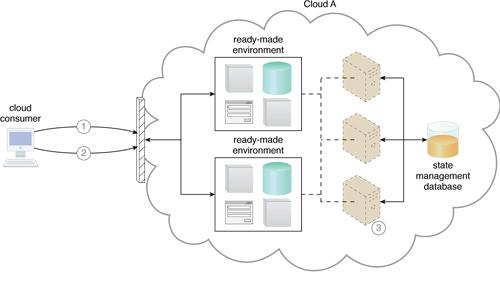 Cloud A
ready-made
environment
cloud
consumer
1
2
ready-made
environment
state
management
database
3